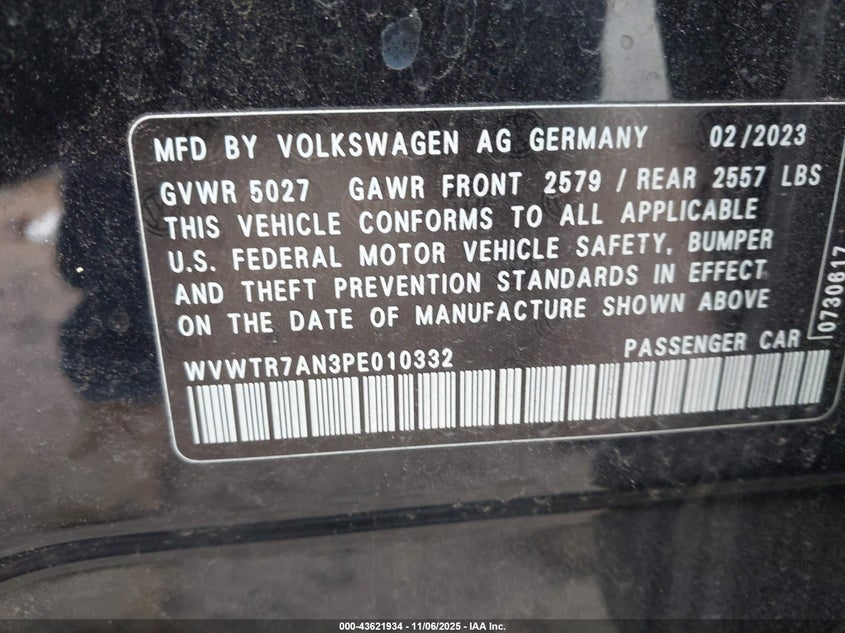 MFD BY VOLKSWAGEN AG GERMANY 02/2023
GVWR 5027 GAWR FRONT 2579 / REAR 2557 LBS
THIS VEHICLE CONFORMS TO ALL APPLICABLE
U.S. FEDERAL MOTOR VEHICLE SAFETY, BUMPER
AND THEFT PREVENTION STANDARDS IN EFFECT
ON THE DATE OF MANUFACTURE SHOWN ABOVE
WVWTR7AN3PE010332 PASSENGER CAR
0730617
000-43621934 - 11/06/2025 - IAA Inc.